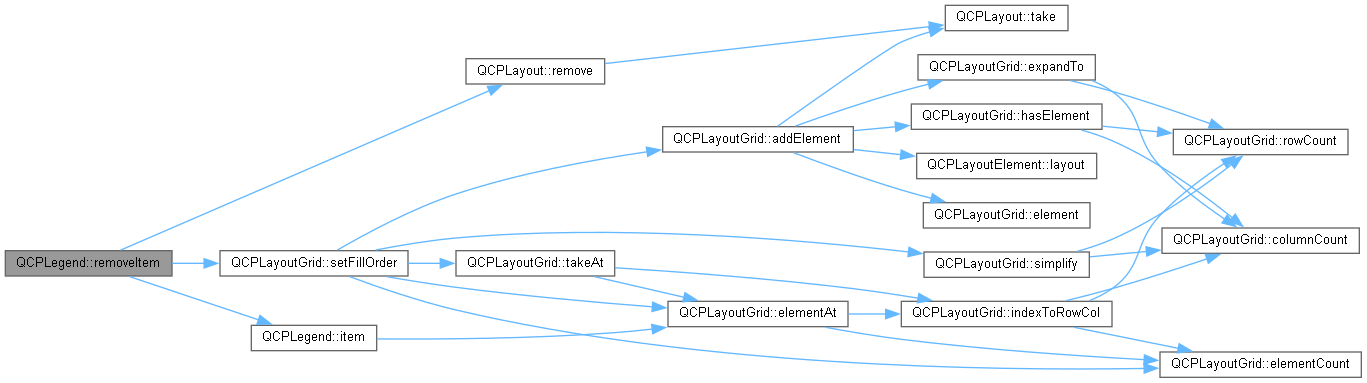 QCPLayout::take
QCPLayout::remove
QCPLayoutGrid::expandTo
QCPLayoutGrid::hasElement
QCPLayoutGrid::addElement
QCPLayoutGrid::rowCount
QCPLayoutElement::layout
QCPLayoutGrid::element
QCPLayoutGrid::columnCount
QCPLegend::removeItem
QCPLayoutGrid::setFillOrder
QCPLayoutGrid::takeAt
QCPLayoutGrid::simplify
QCPLayoutGrid::elementAt
QCPLayoutGrid::indexToRowCol
QCPLegend::item
QCPLayoutGrid::elementCount